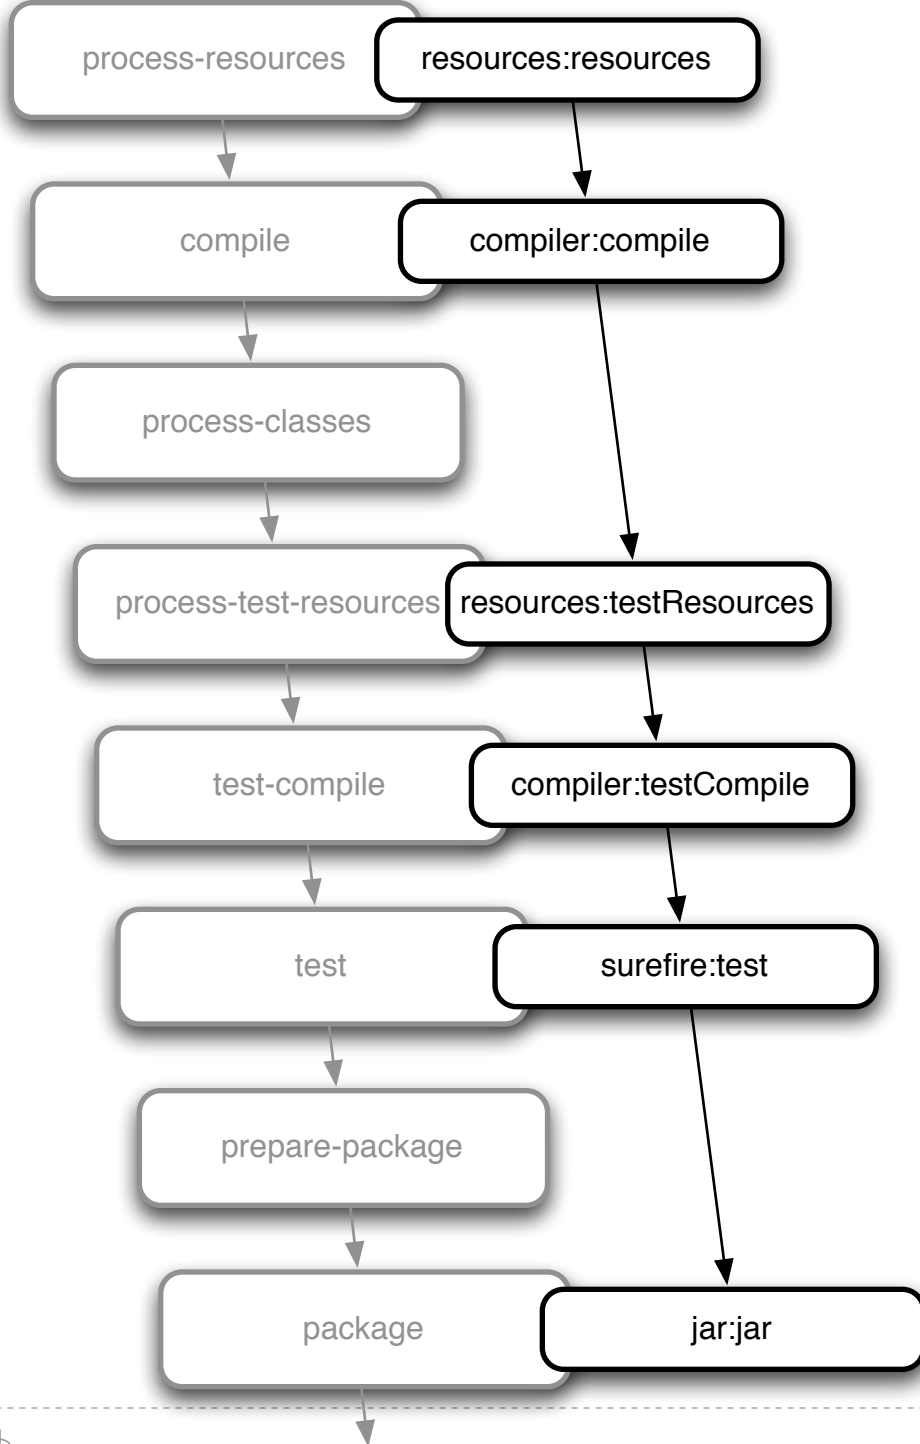 process-resources
resources:resources
compile
compiler:compile
process-classes
process-test-resources
resources:testResources
test-compile
compiler:testCompile
test
surefire:test
prepare-package
package
jar:jar